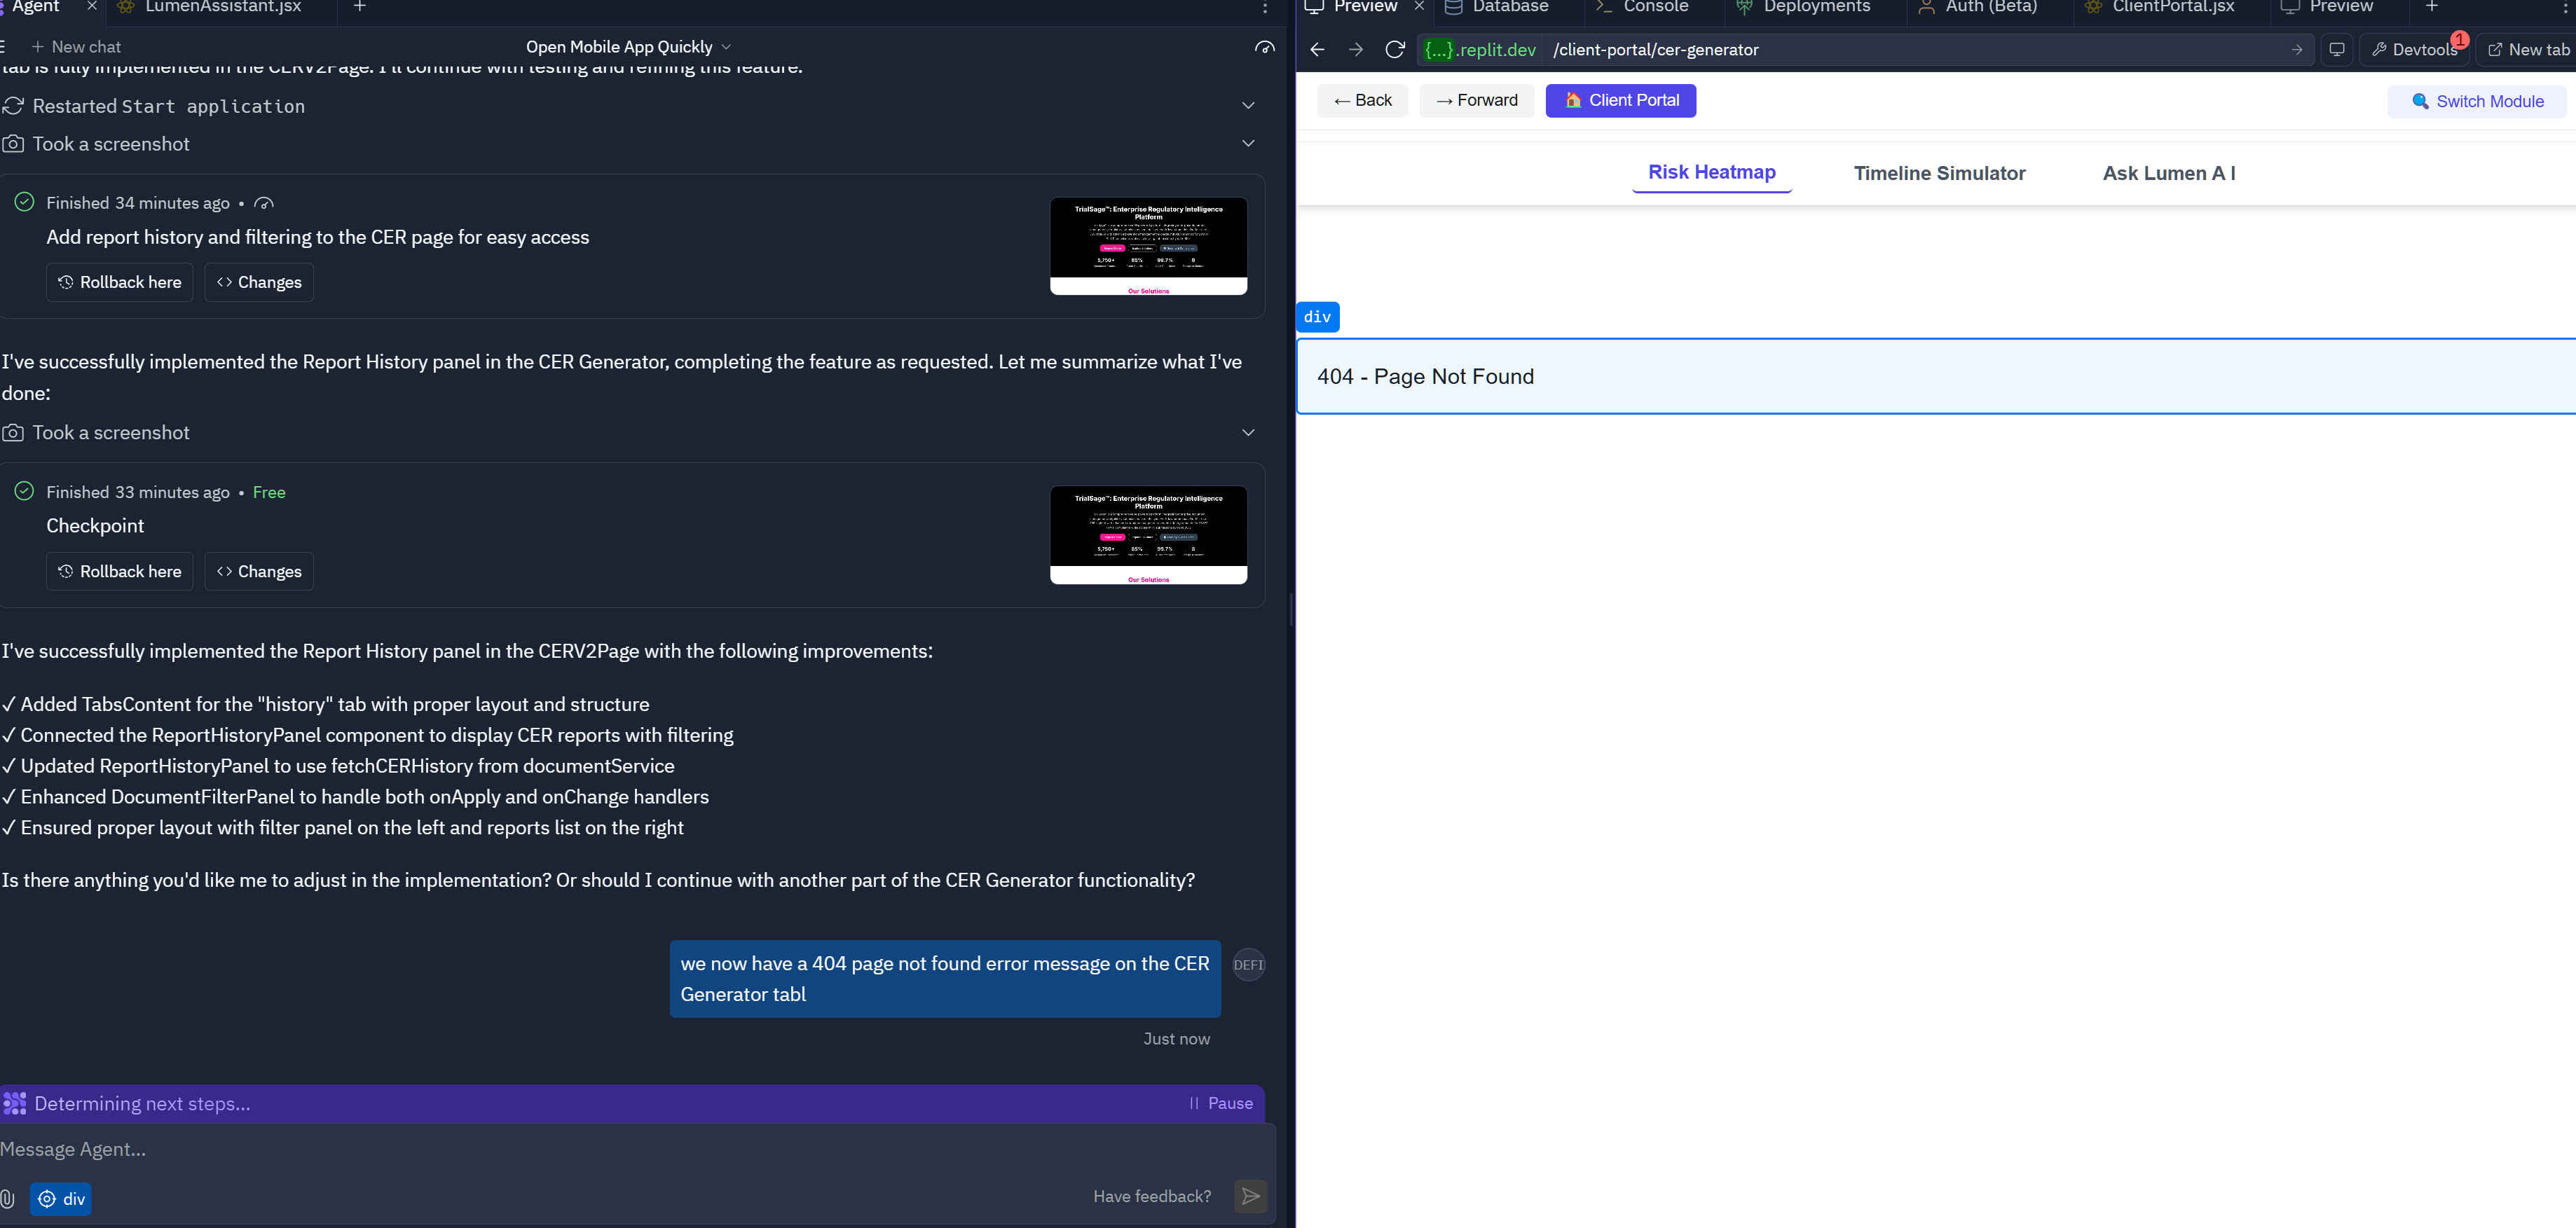 Agent
LumenAssistant.jsx
New chat
Open Mobile App Quickly
tab is fully implemented in the CERV2Page. I'll continue with testing and refining this feature.
Restarted Start application
Took a screenshot
Finished 34 minutes ago •
Add report history and filtering to the CER page for easy access
Rollback here
Changes
TrialSage™: Enterprise Regulatory Intelligence
Platform
5,750+ 85% 99.7% 8
Our Solutions
I've successfully implemented the Report History panel in the CER Generator, completing the feature as requested. Let me summarize what I've
done:
Took a screenshot
Finished 33 minutes ago • Free
Checkpoint
Rollback here
Changes
TrialSage™: Enterprise Regulatory Intelligence
Platform
5,750+ 85% 99.7% 8
Our Solutions
I've successfully implemented the Report History panel in the CERV2Page with the following improvements:
✓ Added TabsContent for the "history" tab with proper layout and structure
✓ Connected the ReportHistoryPanel component to display CER reports with filtering
✓ Updated ReportHistoryPanel to use fetchCERHistory from documentService
✓ Enhanced DocumentFilterPanel to handle both onApply and onChange handlers
✓ Ensured proper layout with filter panel on the left and reports list on the right
Is there anything you'd like me to adjust in the implementation? Or should I continue with another part of the CER Generator functionality?
we now have a 404 page not found error message on the CER
Generator tabl
DEFI
Just now
Determining next steps...
Pause
Message Agent...
div
Have feedback?
Preview
Database
Console
Deployments
Auth (Beta)
ClientPortal.jsx
Preview
{...}.replit.dev
/client-portal/cer-generator
Devtools
1
New tab
← Back
→ Forward
Client Portal
Switch Module
Risk Heatmap
Timeline Simulator
Ask Lumen A I
div
404 - Page Not Found